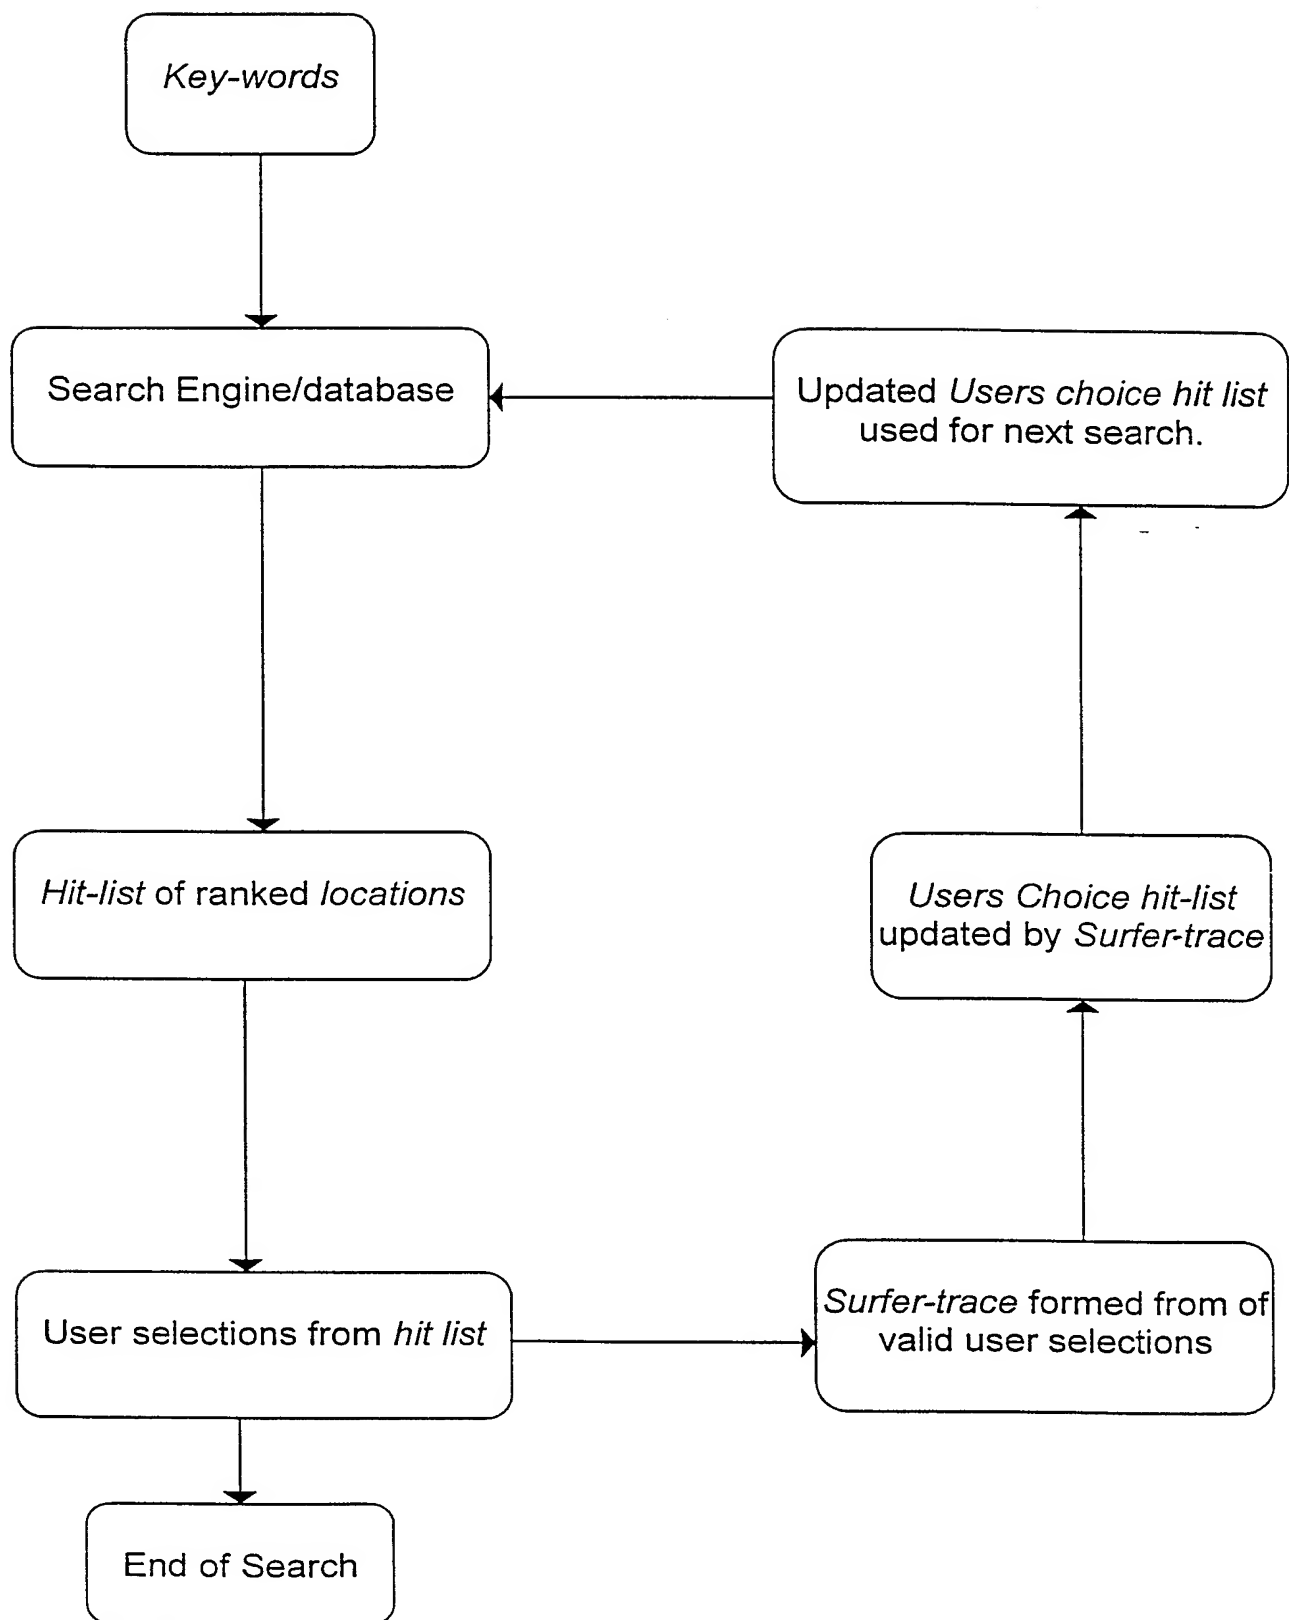 Key-words
Search Engine/database
Updated Users choice hit list
used for next search.
Hit-list of ranked locations
Users Choice hit-list
updated by Surfer-trace
User selections from hit list
Surfer-trace formed from of
valid user selections
End of Search